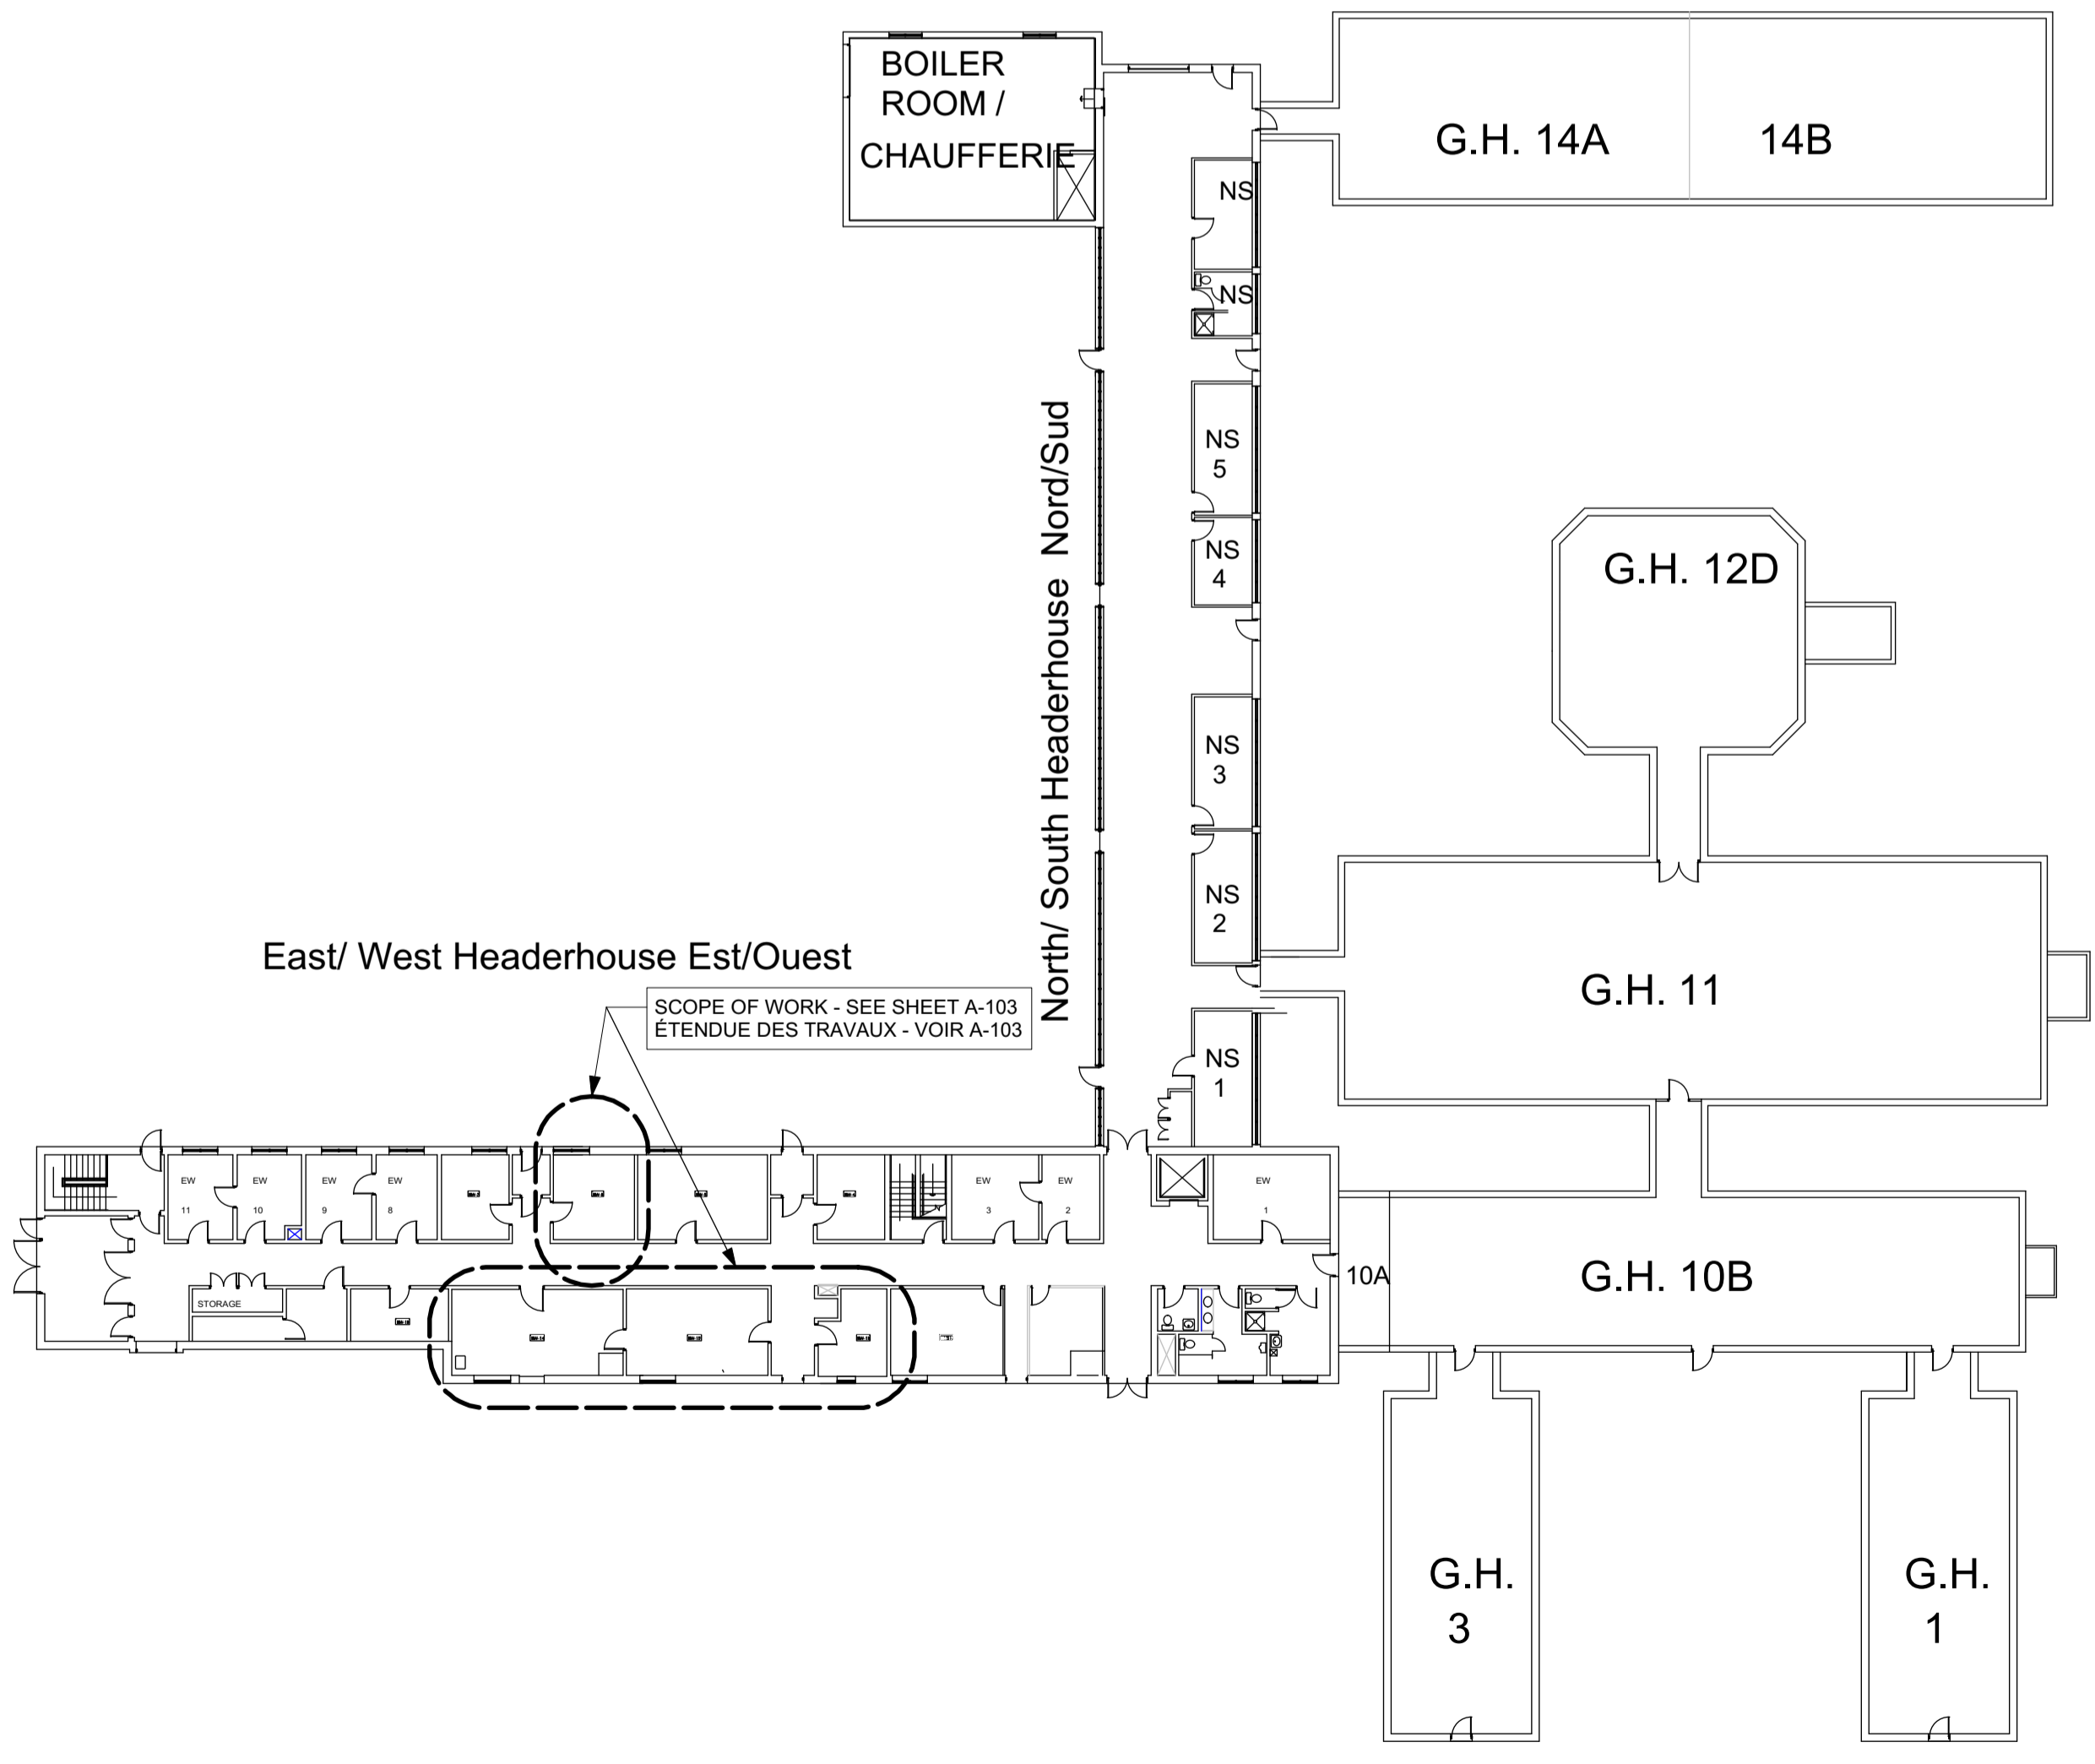 BOILER
ROOM /
CHAUFFERIE
G.H. 14A
14B
NS
NS
NS
5
NS
4
G.H. 12D
North/ South Headerhouse Nord/Sud
NS
3
NS
2
East/ West Headerhouse Est/Ouest
SCOPE OF WORK - SEE SHEET A-103
ÉTENDUE DES TRAVAUX - VOIR A-103
G.H. 11
NS
1
EW
11
EW
10
EW
9
EW
8
EW
3
EW
2
EW
1
10A
G.H. 10B
STORAGE
G.H.
3
G.H.
1